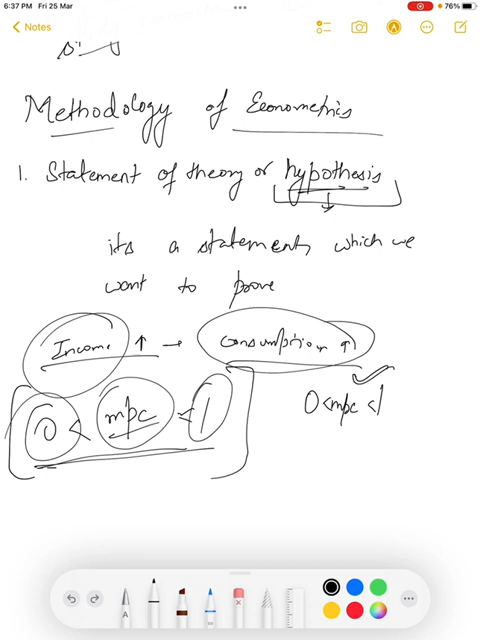 6:37 PM Fri 25 Mar
76%
Notes
Methodology of Econometrics
1. Statement of theory or hypothesis
its a statement, which we
want to prove
Income ↑ → Consumption ↑
0 < mpc < 1
0<mpc<1
A